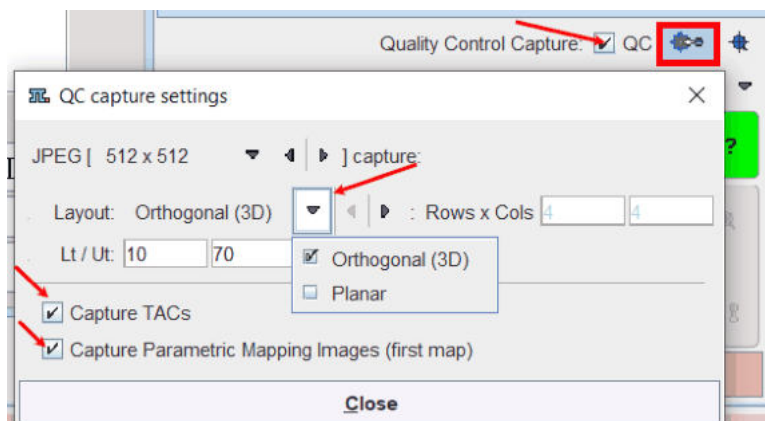 Quality Control Capture: QC
QC capture settings
?
JPEG [ 512 x 512 ] capture:
Layout: Orthogonal (3D) : Rows x Cols 4 4
Lt / Ut: 10 70
Orthogonal (3D)
Planar
Capture TACs
Capture Parametric Mapping Images (first map)
Close